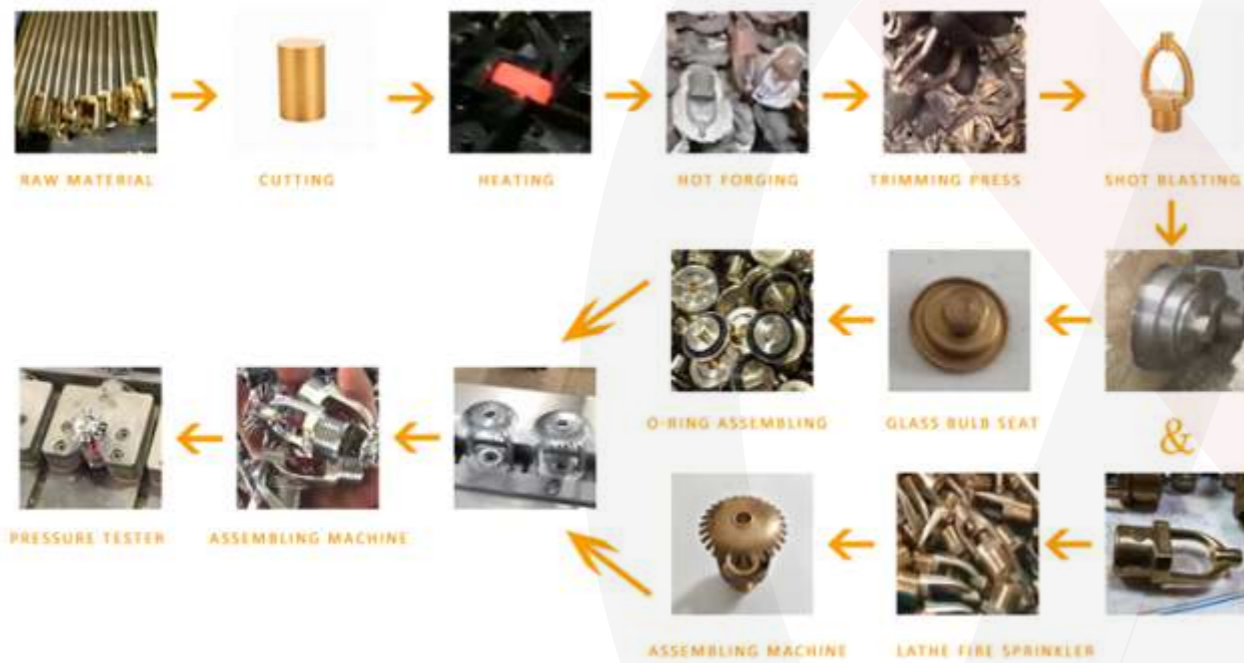 RAW MATERIAL
CUTTING
HEATING
HOT FORGING
TRIMMING PRESS
SHOT BLASTING
O-RING ASSEMBLING
GLASS BULB SEAT
&
PRESSURE TESTER
ASSEMBLING MACHINE
ASSEMBLING MACHINE
LATHE FIRE SPRINKLER